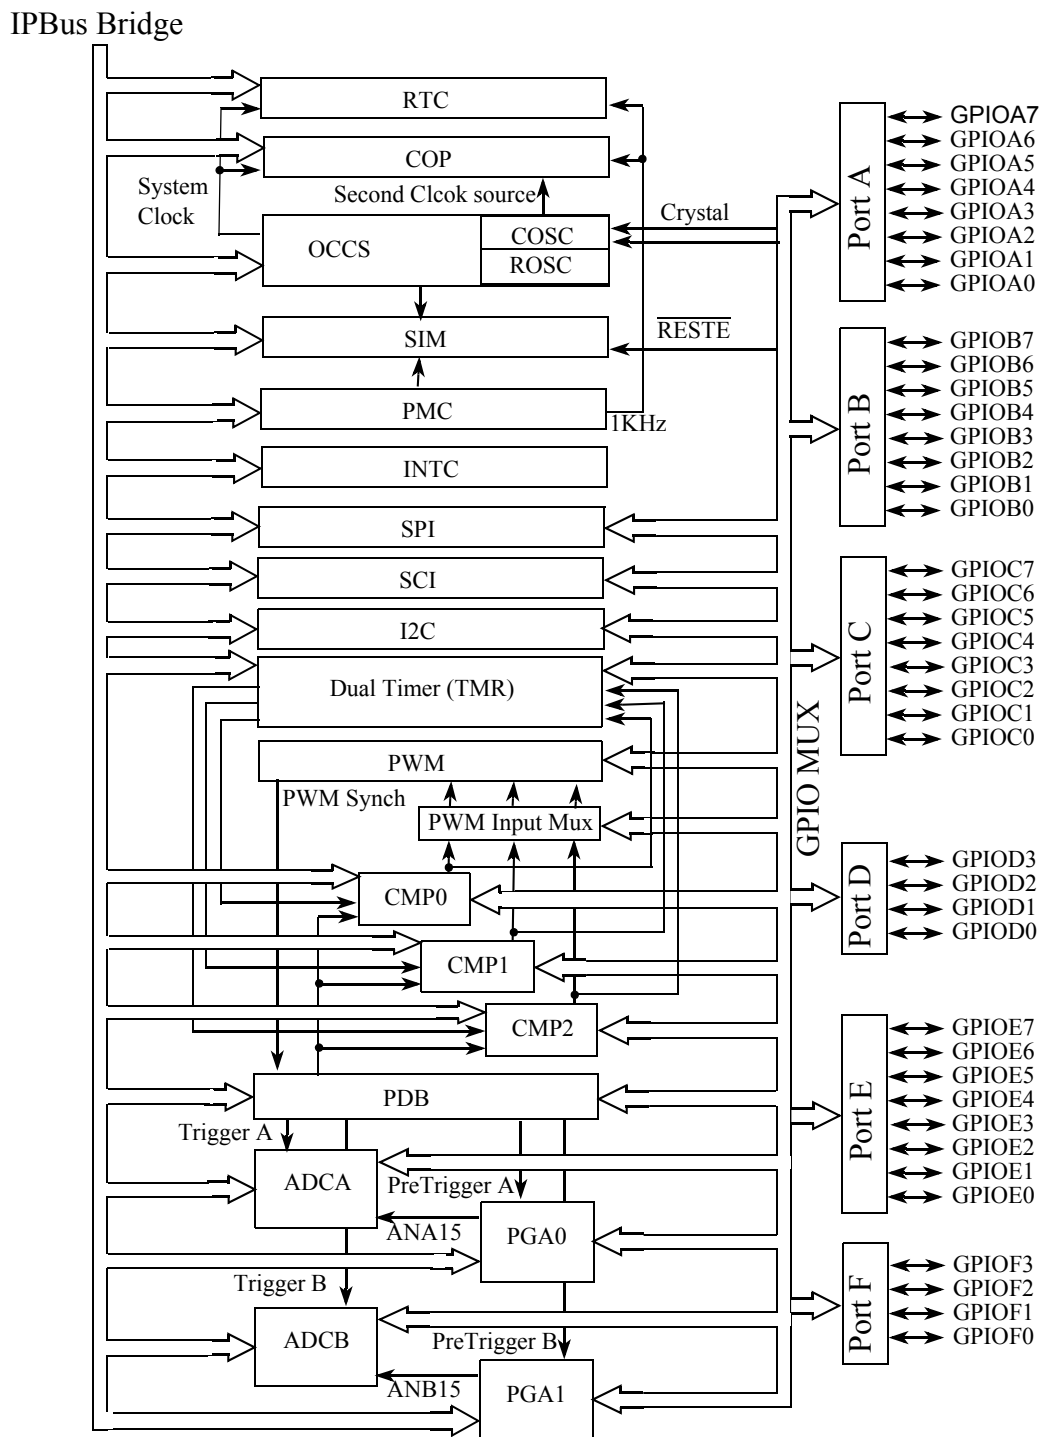 IPBus Bridge
RTC
COP
System
Clock
Second Clcok source
OCCS
COSC
ROSC
Crystal
SIM
RESTE
PMC
1KHz
INTC
SPI
SCI
I2C
Dual Timer (TMR)
PWM
PWM Synch
PWM Input Mux
CMP0
CMP1
CMP2
PDB
Trigger A
ADCA
PreTrigger A
ANA15
PGA0
Trigger B
ADCB
PreTrigger B
ANB15
PGA1
GPIO MUX
Port A
GPIOA7
GPIOA6
GPIOA5
GPIOA4
GPIOA3
GPIOA2
GPIOA1
GPIOA0
Port B
GPIOB7
GPIOB6
GPIOB5
GPIOB4
GPIOB3
GPIOB2
GPIOB1
GPIOB0
Port C
GPIOC7
GPIOC6
GPIOC5
GPIOC4
GPIOC3
GPIOC2
GPIOC1
GPIOC0
Port D
GPIOD3
GPIOD2
GPIOD1
GPIOD0
Port E
GPIOE7
GPIOE6
GPIOE5
GPIOE4
GPIOE3
GPIOE2
GPIOE1
GPIOE0
Port F
GPIOF3
GPIOF2
GPIOF1
GPIOF0